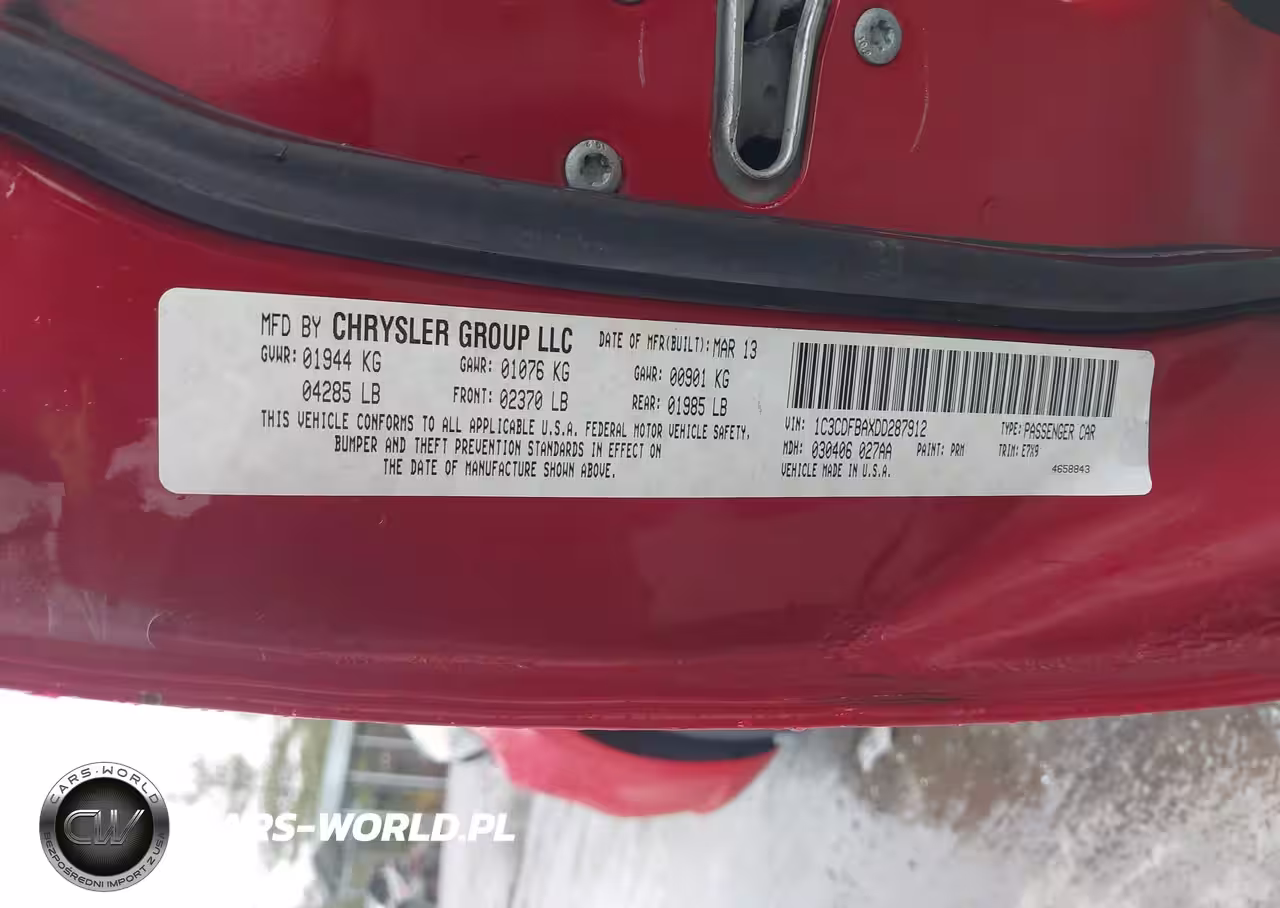 MFD BY CHRYSLER GROUP LLC
DATE OF MFR(BUILT): MAR 13
GVWR: 01944 KG
04285 LB
GAWR: 01076 KG
FRONT: 02370 LB
GAWR: 00901 KG
REAR: 01985 LB
THIS VEHICLE CONFORMS TO ALL APPLICABLE U.S.A. FEDERAL MOTOR VEHICLE SAFETY,
BUMPER AND THEFT PREVENTION STANDARDS IN EFFECT ON
THE DATE OF MANUFACTURE SHOWN ABOVE.
VIN: 1C3CDFBAXDD287912
TYPE: PASSENGER CAR
MDH: 030406 027AA
PAINT: PRM
TRIM: E7X9
VEHICLE MADE IN U.S.A.
4658843
CARS-WORLD
CW
BEZPOŚREDNI IMPORT Z USA
CARS-WORLD.PL